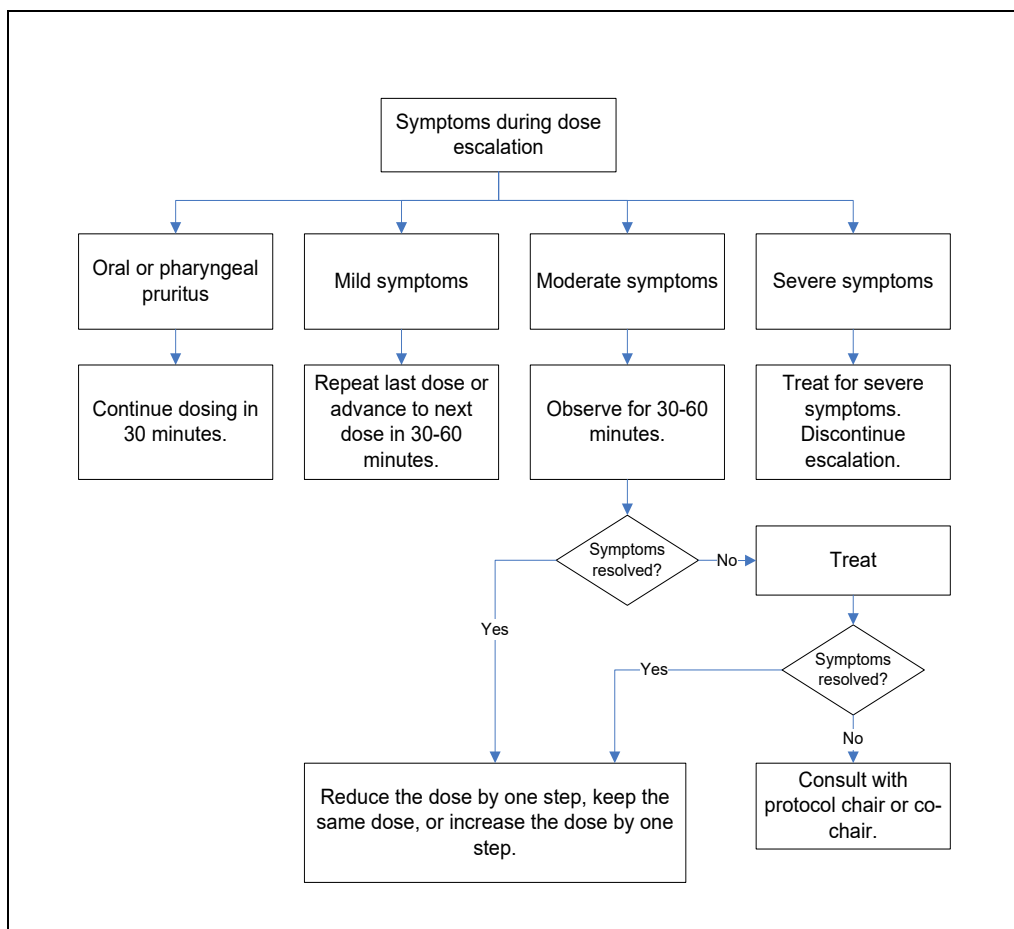 Symptoms during dose
escalation
Oral or pharyngeal
pruritus
Mild symptoms
Moderate symptoms
Severe symptoms
Continue dosing in
30 minutes.
Repeat last dose or
advance to next
dose in 30-60
minutes.
Observe for 30-60
minutes.
Treat for severe
symptoms.
Discontinue
escalation.
Symptoms
resolved?
No
Treat
Yes
Symptoms
resolved?
Yes
No
Reduce the dose by one step, keep the
same dose, or increase the dose by one
step.
Consult with
protocol chair or co-
chair.